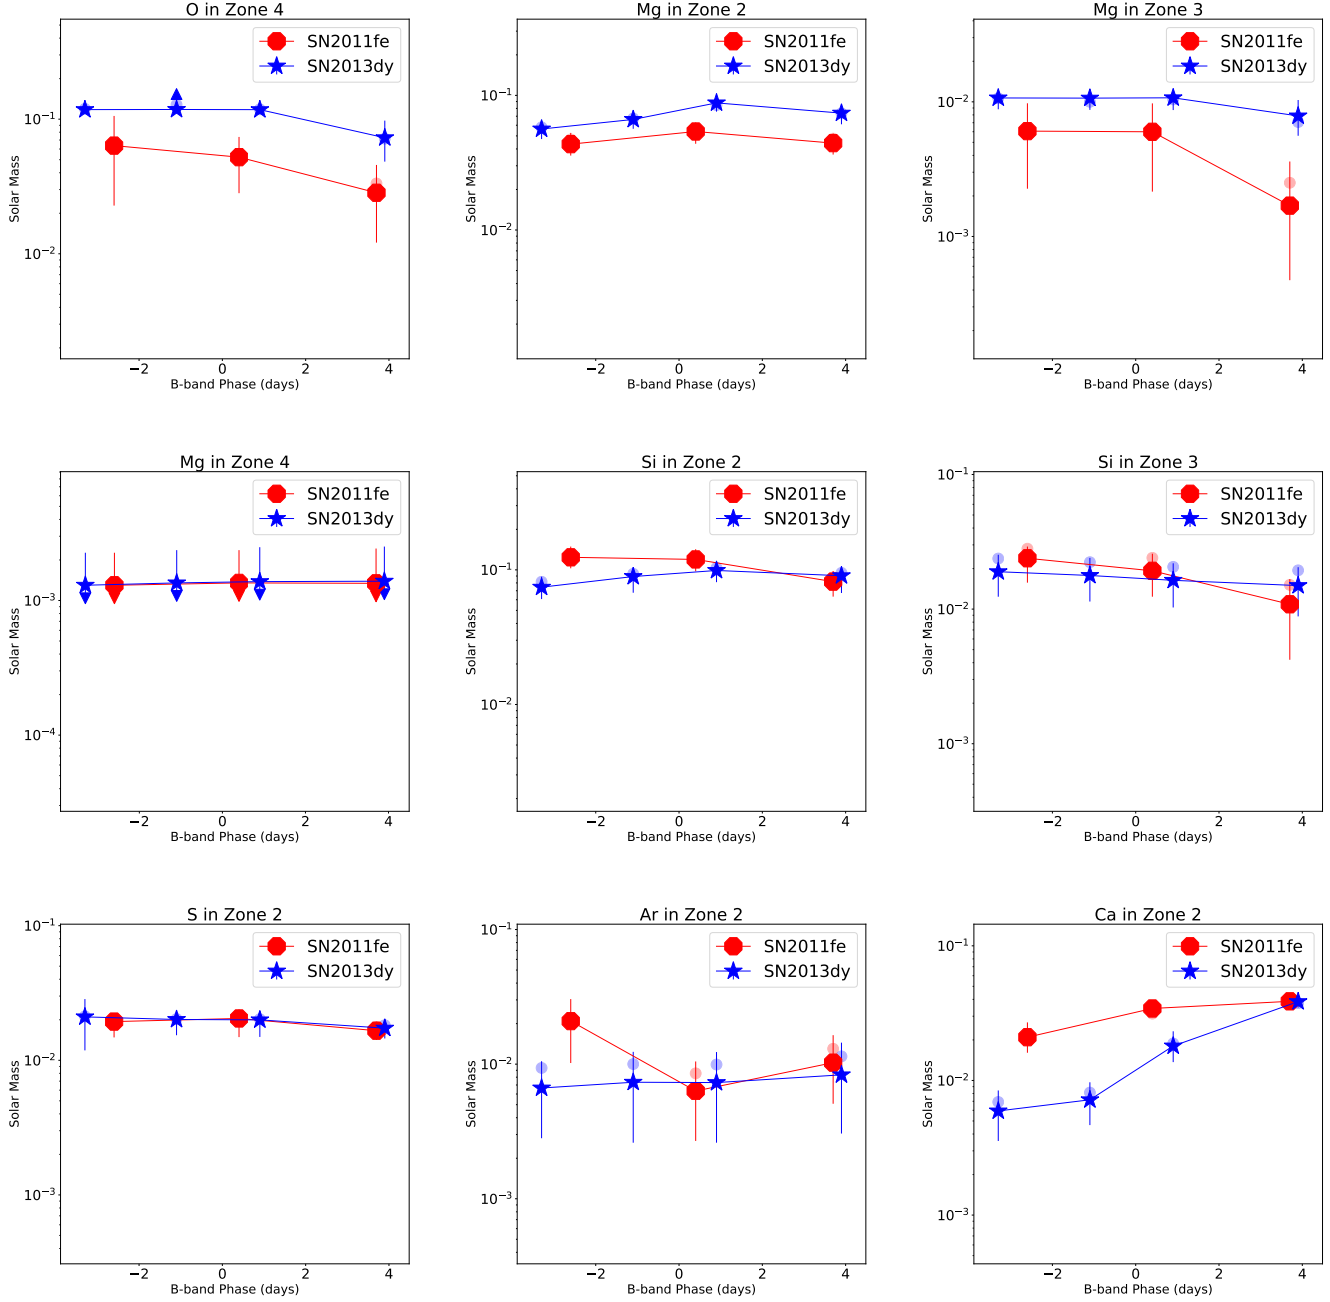 O in Zone 4
SN2011fe
SN2013dy
10⁻¹
10⁻²
Solar Mass
−2 0 2 4
B-band Phase (days)
Mg in Zone 2
SN2011fe
SN2013dy
10⁻¹
10⁻²
Solar Mass
−2 0 2 4
B-band Phase (days)
Mg in Zone 3
SN2011fe
SN2013dy
10⁻²
10⁻³
Solar Mass
−2 0 2 4
B-band Phase (days)
Mg in Zone 4
SN2011fe
SN2013dy
10⁻³
10⁻⁴
Solar Mass
−2 0 2 4
B-band Phase (days)
Si in Zone 2
SN2011fe
SN2013dy
10⁻¹
10⁻²
Solar Mass
−2 0 2 4
B-band Phase (days)
Si in Zone 3
SN2011fe
SN2013dy
10⁻¹
10⁻²
10⁻³
Solar Mass
−2 0 2 4
B-band Phase (days)
S in Zone 2
SN2011fe
SN2013dy
10⁻¹
10⁻²
10⁻³
Solar Mass
−2 0 2 4
B-band Phase (days)
Ar in Zone 2
SN2011fe
SN2013dy
10⁻¹
10⁻²
10⁻³
Solar Mass
−2 0 2 4
B-band Phase (days)
Ca in Zone 2
SN2011fe
SN2013dy
10⁻¹
10⁻²
10⁻³
Solar Mass
−2 0 2 4
B-band Phase (days)